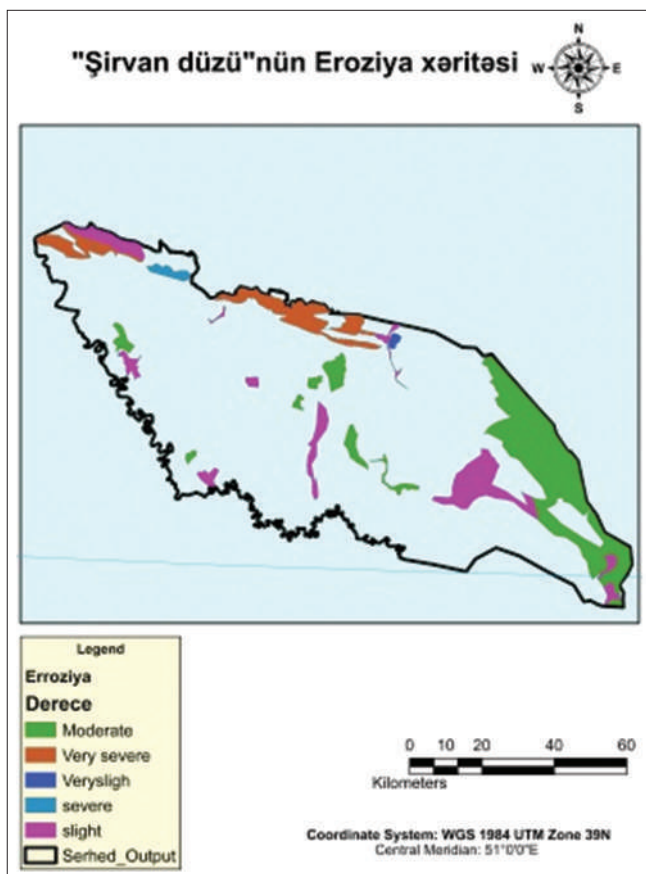 "Şirvan düzü"nün Eroziya xəritəsi
N
W E
S
Legend
Erroziya
Derece
Moderate
Very severe
Verysligh
severe
slight
Serhed_Output
0 10 20 40 60
Kilometers
Coordinate System: WGS 1984 UTM Zone 39N
Central Meridian: 51°0'0"E